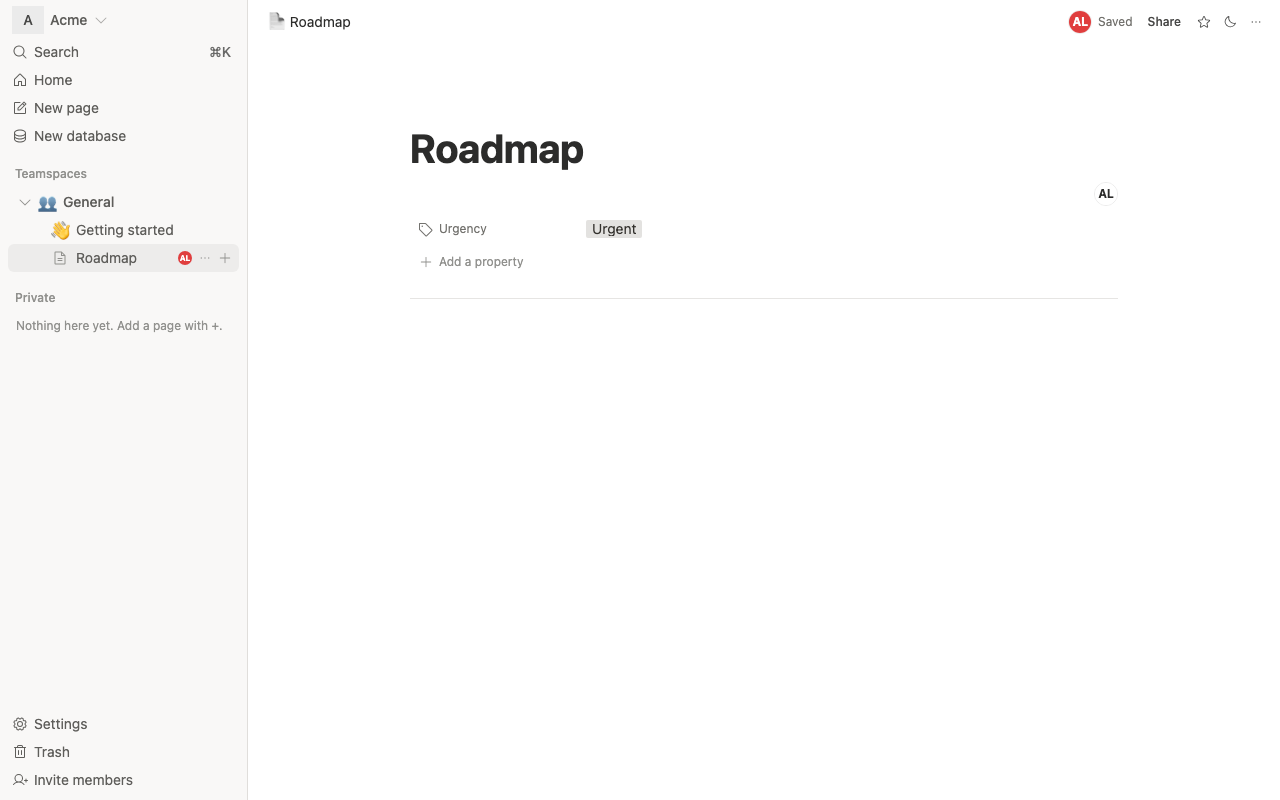 A Acme
Search ⌘K
Home
New page
New database
Teamspaces
General
Getting started
Roadmap AL
Private
Nothing here yet. Add a page with +.
Settings
Trash
Invite members
Roadmap
AL Saved Share
Roadmap
AL
Urgency Urgent
Add a property